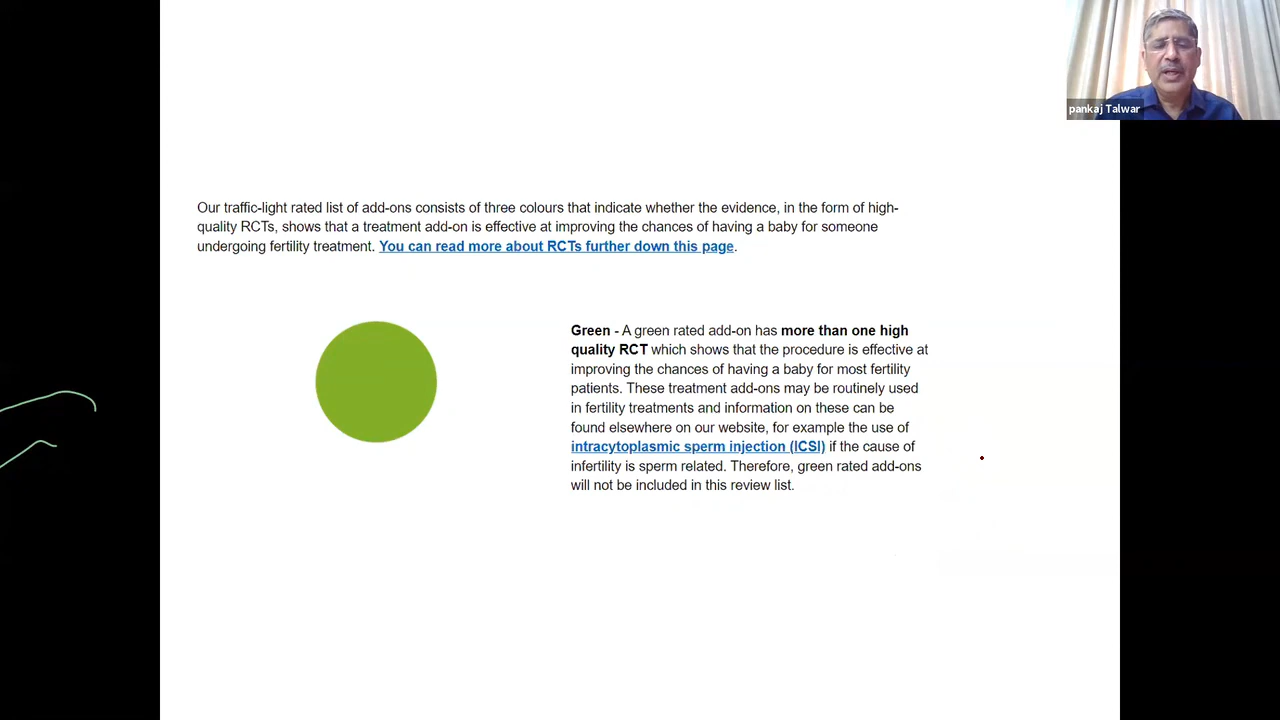 pankaj Talwar
Our traffic-light rated list of add-ons consists of three colours that indicate whether the evidence, in the form of high-
quality RCTs, shows that a treatment add-on is effective at improving the chances of having a baby for someone
undergoing fertility treatment. You can read more about RCTs further down this page.
Green - A green rated add-on has more than one high
quality RCT which shows that the procedure is effective at
improving the chances of having a baby for most fertility
patients. These treatment add-ons may be routinely used
in fertility treatments and information on these can be
found elsewhere on our website, for example the use of
intracytoplasmic sperm injection (ICSI) if the cause of
infertility is sperm related. Therefore, green rated add-ons
will not be included in this review list.